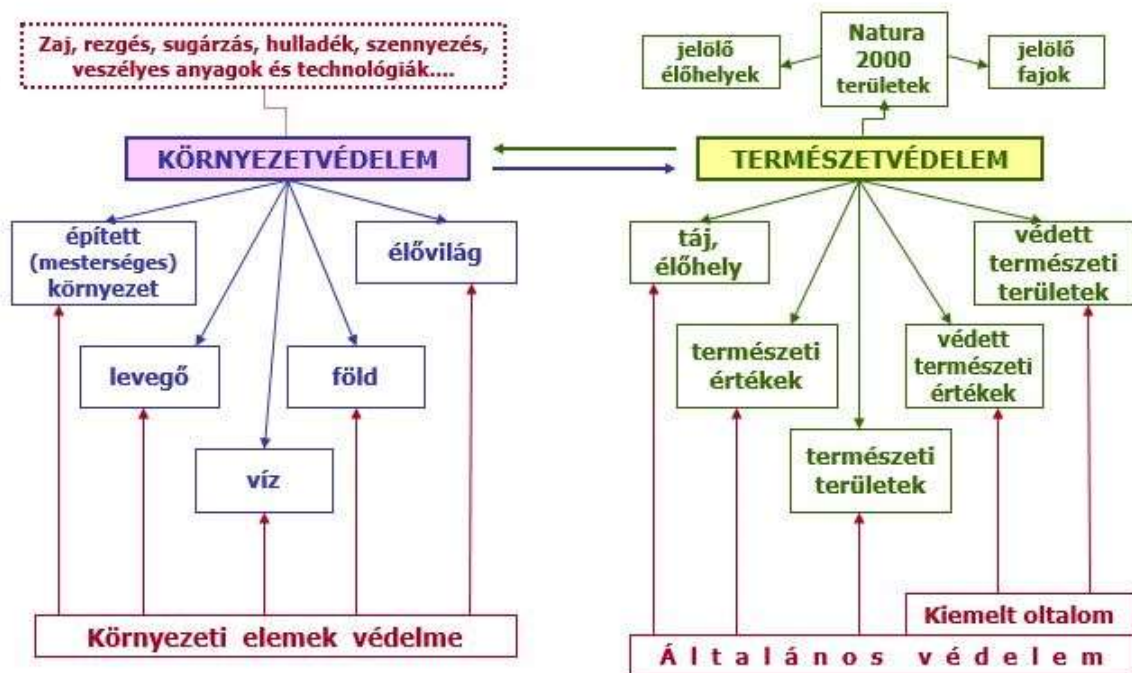 Zaj, rezgés, sugárzás, hulladék, szennyezés,
veszélyes anyagok és technológiák....
jelölő
élőhelyek
Natura
2000
területek
jelölő
fajok
KÖRNYEZETVÉDELEM
TERMÉSZETVÉDELEM
épített
(mesterséges)
környezet
élővilág
levegő
föld
víz
táj,
élőhely
védett
természeti
területek
természeti
értékek
védett
természeti
értékek
természeti
területek
Környezeti elemek védelme
Kiemelt oltalom
Általános védelem